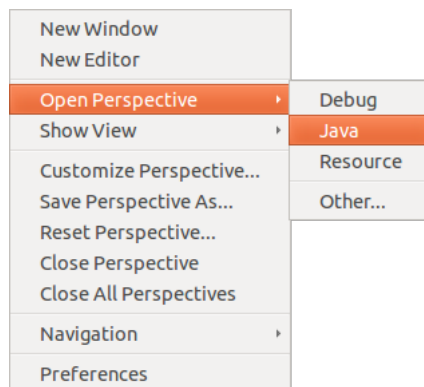 New Window
New Editor
Open Perspective
Show View
Customize Perspective...
Save Perspective As...
Reset Perspective...
Close Perspective
Close All Perspectives
Navigation
Preferences
Debug
Java
Resource
Other...